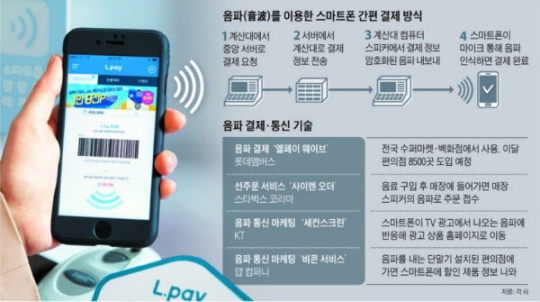 음파(音波)를 이용한 스마트폰 간편 결제 방식
1 계산대에서
중앙 서버로
결제 요청
2 서버에서
계산대로 결제
정보 전송
3 계산대 컴퓨터
스피커에서 결제 정보
암호화된 음파 내보내
4 스마트폰이
마이크 통해 음파
인식하면 결제 완료
L.pay
음파 결제·통신 기술
음파 결제 '엘페이 웨이브'
롯데멤버스
전국 수퍼마켓·백화점에서 사용. 이달
편의점 8500곳 도입 예정
선주문 서비스 '사이렌 오더'
스타벅스 코리아
음료 구입 후 매장에 들어가면 매장
스피커의 음파로 주문 접수
음파 통신 마케팅 '세컨스크린'
KT
스마트폰이 TV 광고에서 나오는 음파에
반응해 광고 상품 홈페이지로 이동
음파 통신 마케팅 '비콘 서비스'
얍 컴퍼니
음파를 내는 단말기 설치된 편의점에
가면 스마트폰에 할인 제품 정보 나와
L.pay
자료: 각 사